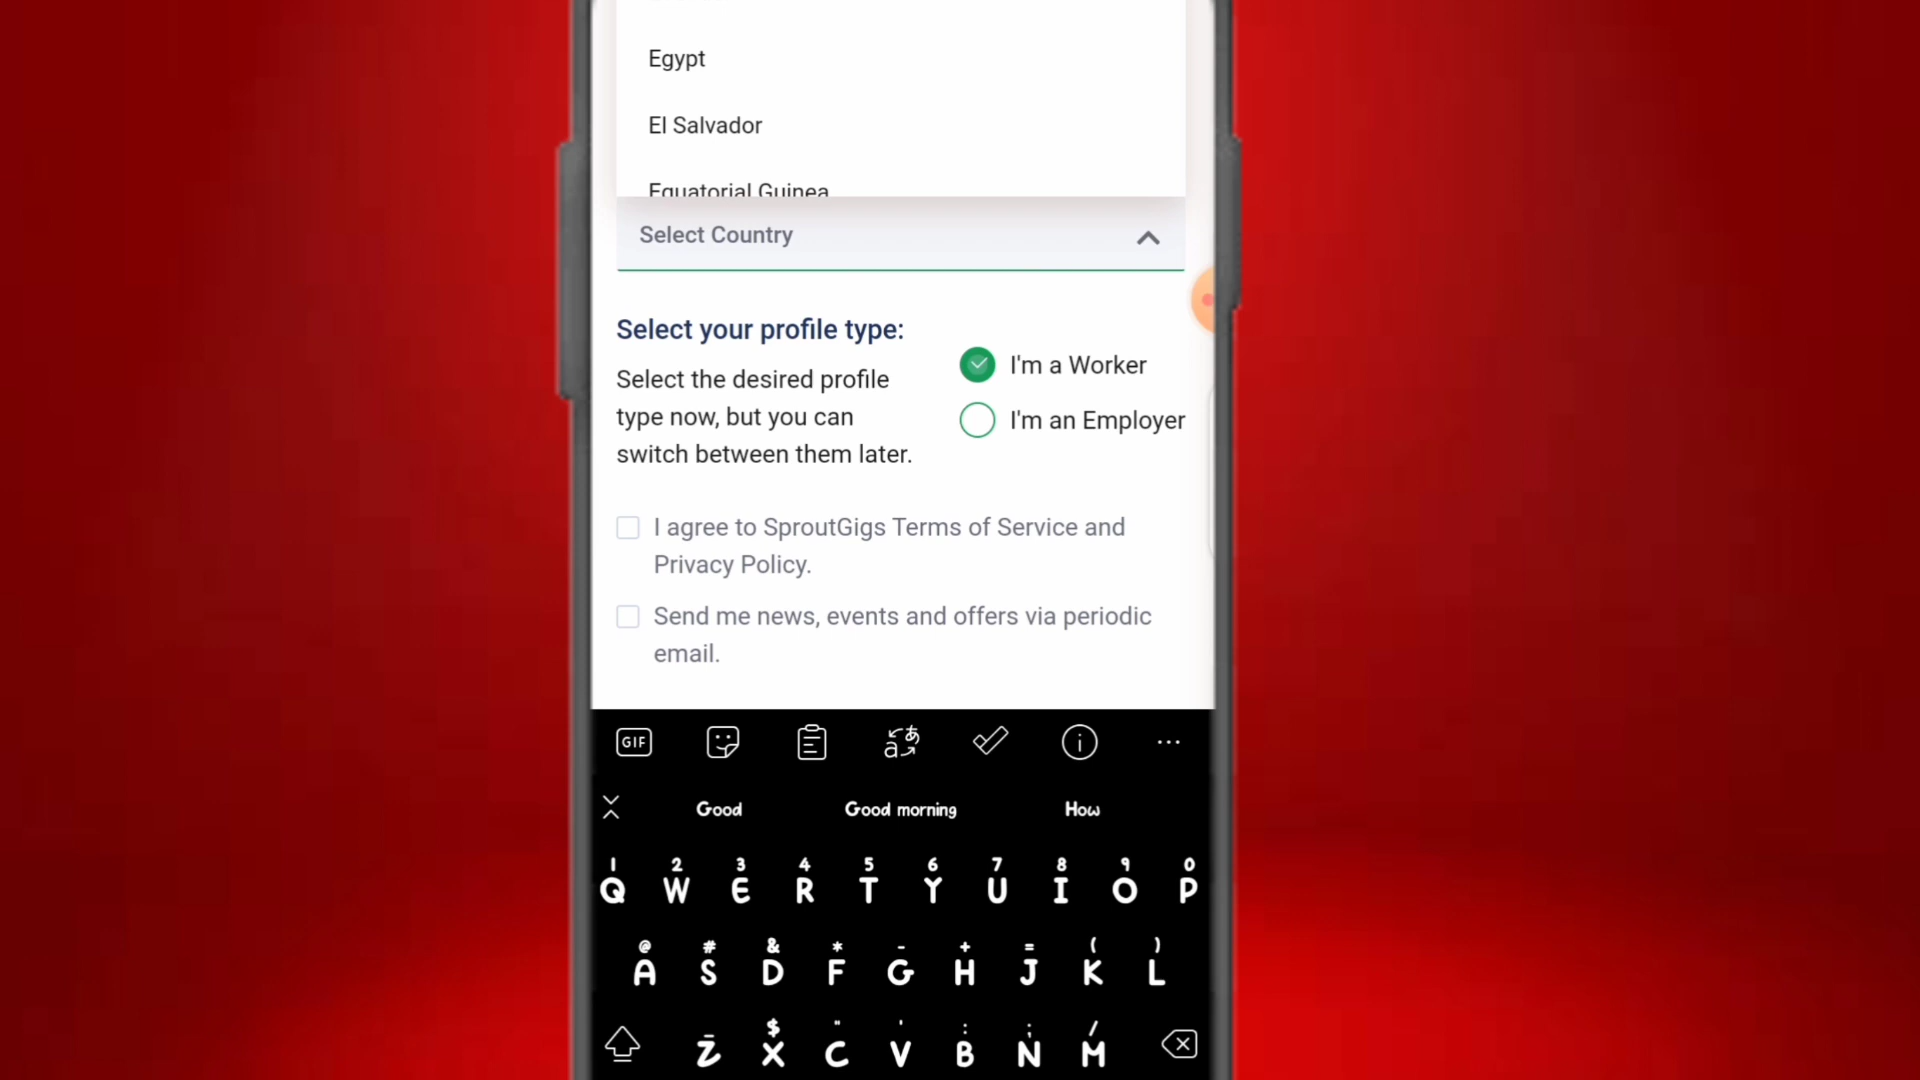 Egypt
El Salvador
Equatorial Guinea
Select Country
Select your profile type:
Select the desired profile
type now, but you can
switch between them later.
I'm a Worker
I'm an Employer
I agree to SproutGigs Terms of Service and
Privacy Policy.
Send me news, events and offers via periodic
email.
GIF
aあ
Good Good morning How
1 2 3 4 5 6 7 8 9 0
Q W E R T Y U I O P
@ # & * - + = ( )
A S D F G H J K L
_ $ " ' : ; /
Z X C V B N M